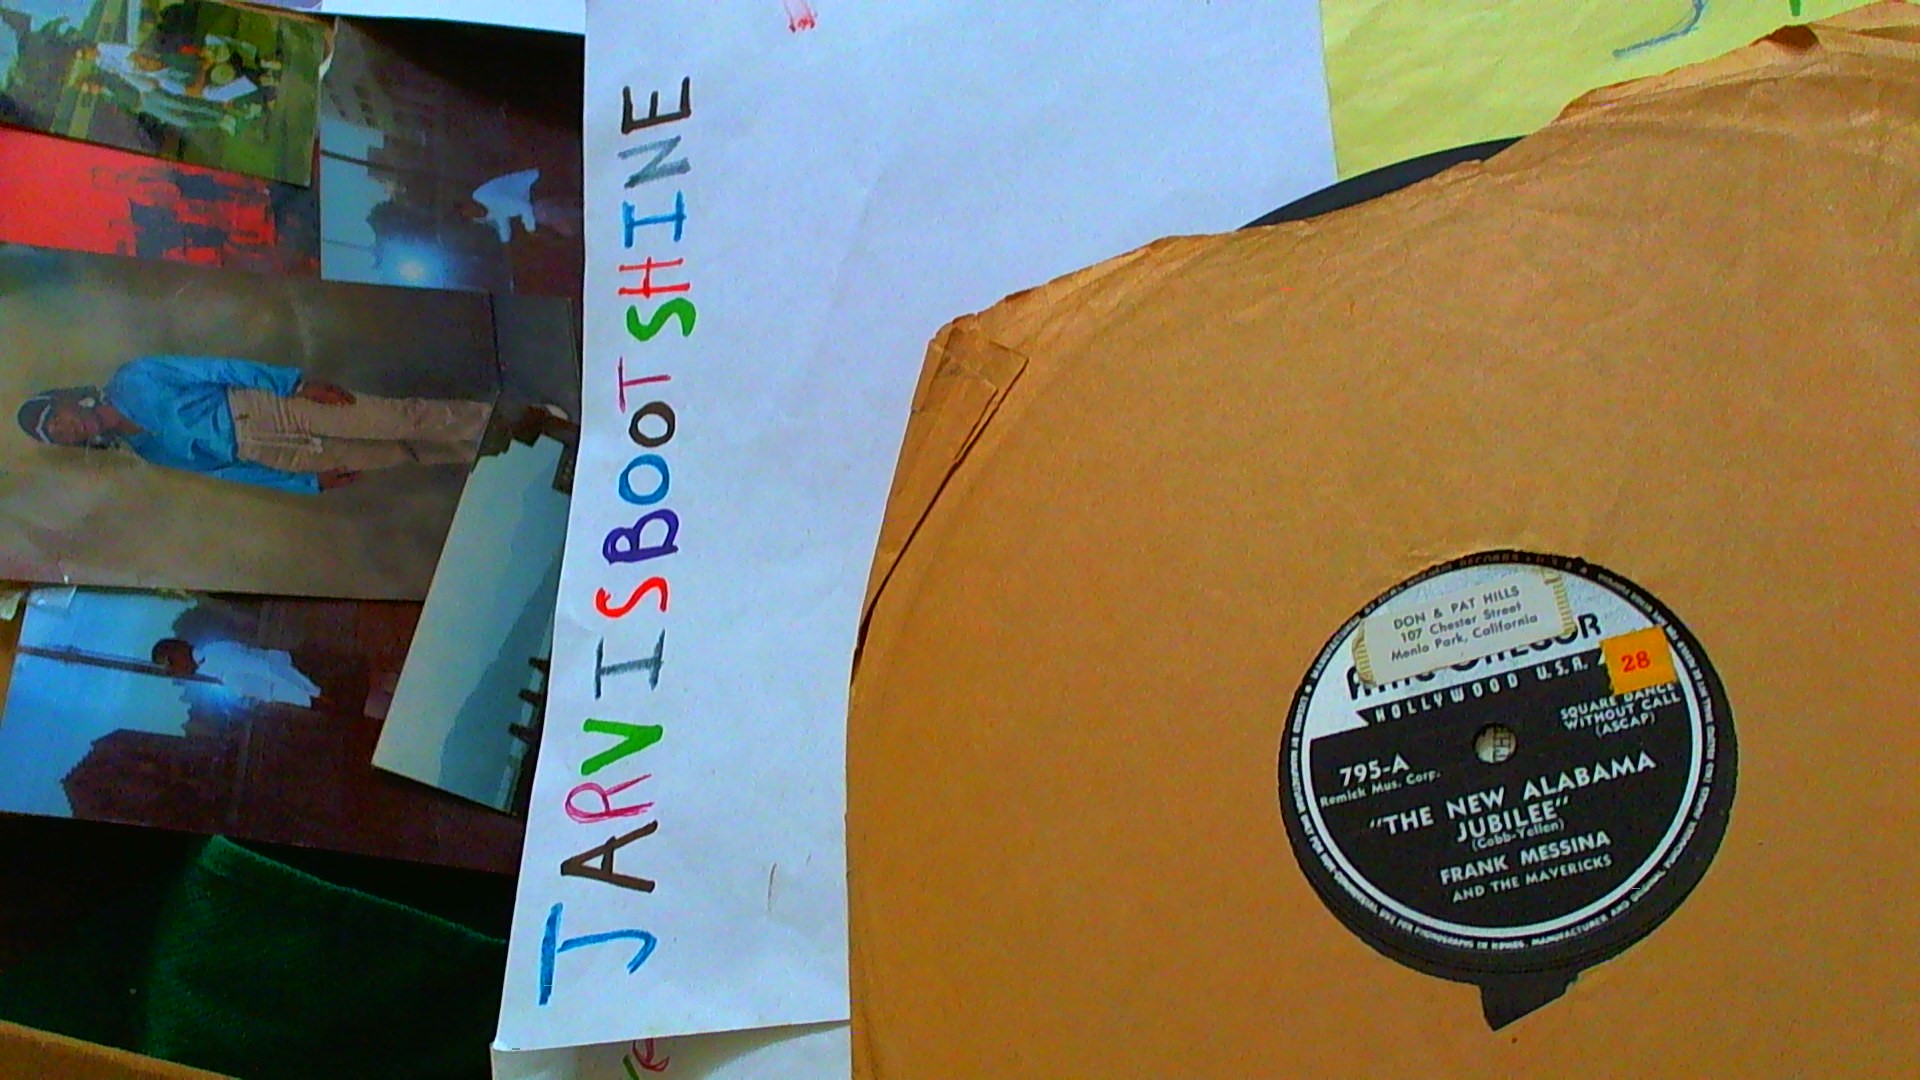 JARVISBOOTSHINE
DON & PAT HILLS
107 Chester Street
Menlo Park, California
HOLLYWOOD U.S.A.
28
SQUARE DANCE
WITHOUT CALL
(ASCAP)
795-A
Remick Mus. Corp.
"THE NEW ALABAMA
JUBILEE"
(Cobb-Yellen)
FRANK MESSINA
AND THE MAVERICKS